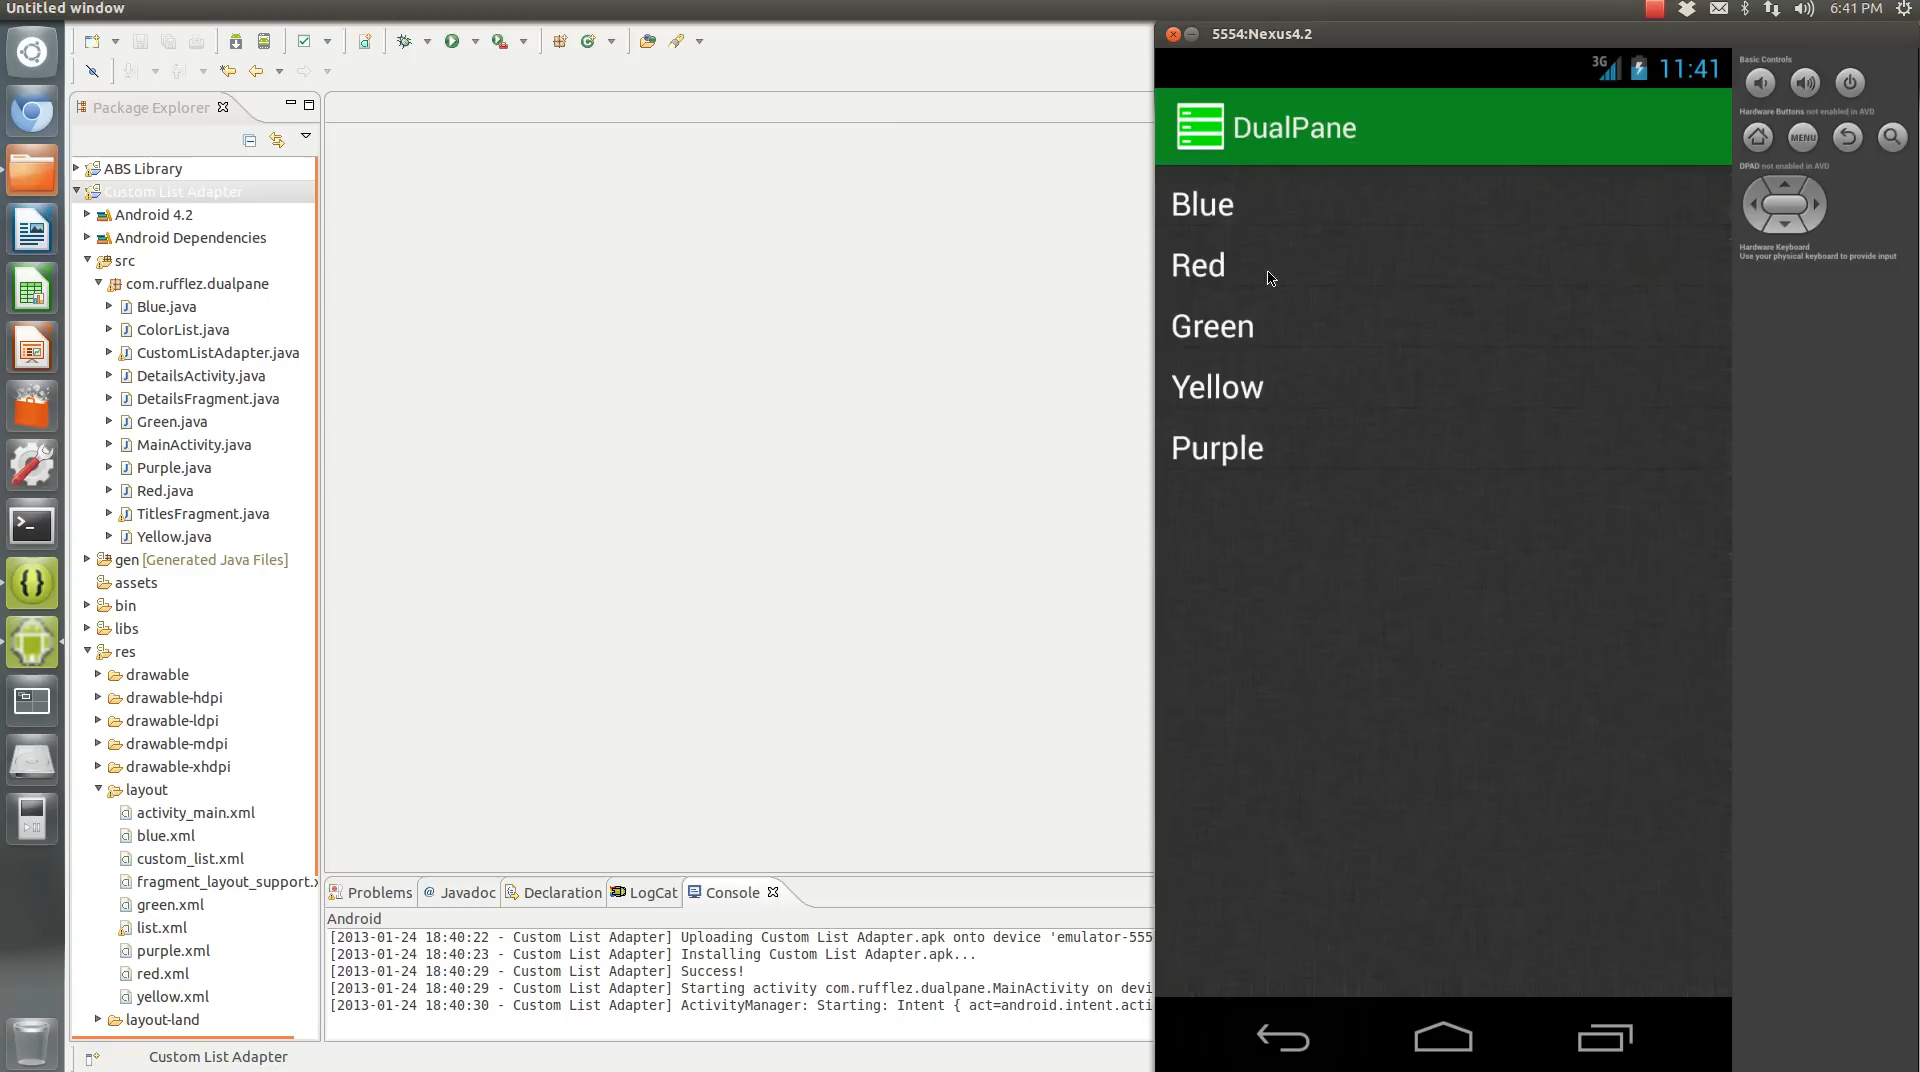 Untitled window
6:41 PM
5554:Nexus4.2
Package Explorer
ABS Library
Custom List Adapter
Android 4.2
Android Dependencies
src
com.rufflez.dualpane
Blue.java
ColorList.java
CustomListAdapter.java
DetailsActivity.java
DetailsFragment.java
Green.java
MainActivity.java
Purple.java
Red.java
TitlesFragment.java
Yellow.java
gen [Generated Java Files]
assets
bin
libs
res
drawable
drawable-hdpi
drawable-ldpi
drawable-mdpi
drawable-xhdpi
layout
activity_main.xml
blue.xml
custom_list.xml
fragment_layout_support.x
green.xml
list.xml
purple.xml
red.xml
yellow.xml
layout-land
Custom List Adapter
Problems
@ Javadoc
Declaration
LogCat
Console
Android
[2013-01-24 18:40:22 - Custom List Adapter] Uploading Custom List Adapter.apk onto device 'emulator-555
[2013-01-24 18:40:23 - Custom List Adapter] Installing Custom List Adapter.apk...
[2013-01-24 18:40:29 - Custom List Adapter] Success!
[2013-01-24 18:40:29 - Custom List Adapter] Starting activity com.rufflez.dualpane.MainActivity on devi
[2013-01-24 18:40:30 - Custom List Adapter] ActivityManager: Starting: Intent { act=android.intent.acti
3G
11:41
DualPane
Blue
Red
Green
Yellow
Purple
Basic Controls
Hardware Buttons not enabled in AVD
MENU
DPAD not enabled in AVD
Hardware Keyboard
Use your physical keyboard to provide input